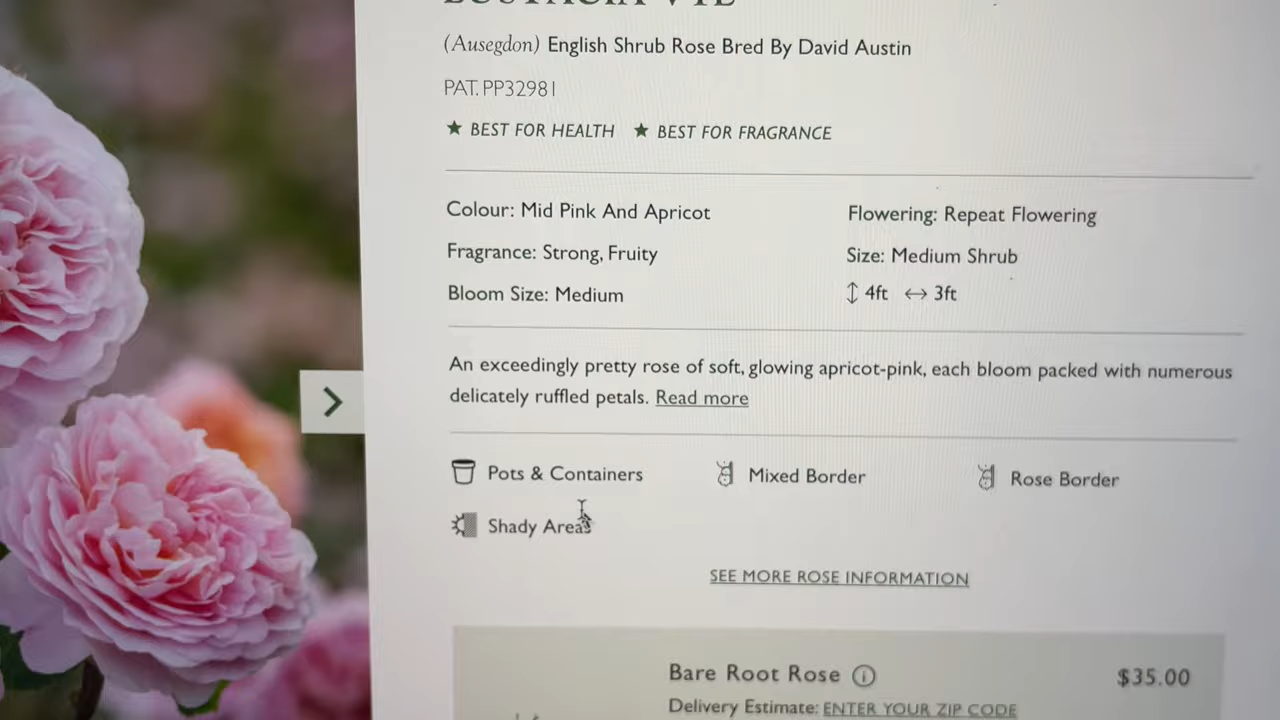 EUSTACIA VYE
(Ausegdon) English Shrub Rose Bred By David Austin
PAT. PP32981
★ BEST FOR HEALTH ★ BEST FOR FRAGRANCE
Colour: Mid Pink And Apricot
Flowering: Repeat Flowering
Fragrance: Strong, Fruity
Size: Medium Shrub
Bloom Size: Medium
↕ 4ft ↔ 3ft
An exceedingly pretty rose of soft, glowing apricot-pink, each bloom packed with numerous
delicately ruffled petals. Read more
Pots & Containers
Mixed Border
Rose Border
Shady Areas
SEE MORE ROSE INFORMATION
Bare Root Rose
$35.00
Delivery Estimate: ENTER YOUR ZIP CODE